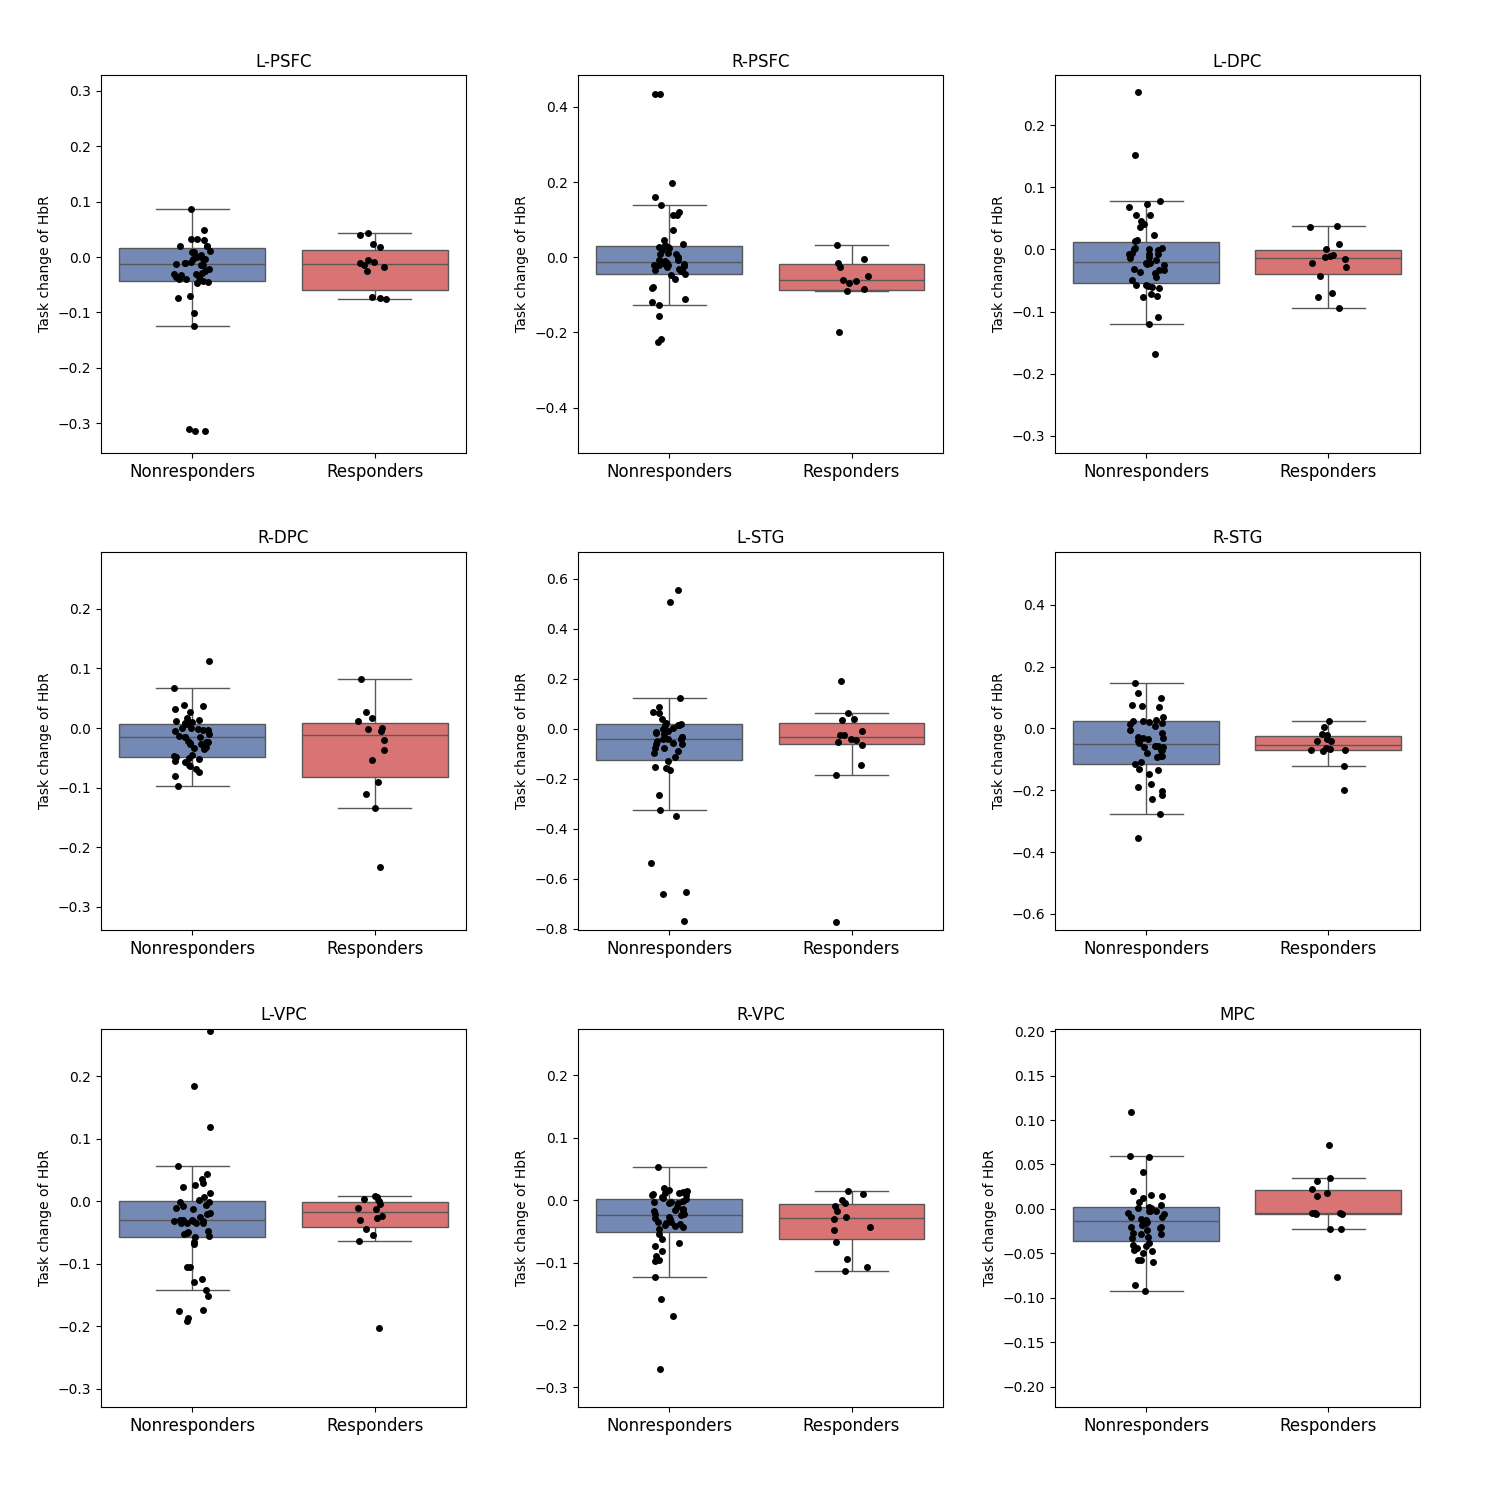 L-PSFC
0.3
0.2
0.1
0.0
−0.1
−0.2
−0.3
Task change of HbR
Nonresponders Responders
R-PSFC
0.4
0.2
0.0
−0.2
−0.4
Task change of HbR
Nonresponders Responders
L-DPC
0.2
0.1
0.0
−0.1
−0.2
−0.3
Task change of HbR
Nonresponders Responders
R-DPC
0.2
0.1
0.0
−0.1
−0.2
−0.3
Task change of HbR
Nonresponders Responders
L-STG
0.6
0.4
0.2
0.0
−0.2
−0.4
−0.6
−0.8
Task change of HbR
Nonresponders Responders
R-STG
0.4
0.2
0.0
−0.2
−0.4
−0.6
Task change of HbR
Nonresponders Responders
L-VPC
0.2
0.1
0.0
−0.1
−0.2
−0.3
Task change of HbR
Nonresponders Responders
R-VPC
0.2
0.1
0.0
−0.1
−0.2
−0.3
Task change of HbR
Nonresponders Responders
MPC
0.20
0.15
0.10
0.05
0.00
−0.05
−0.10
−0.15
−0.20
Task change of HbR
Nonresponders Responders